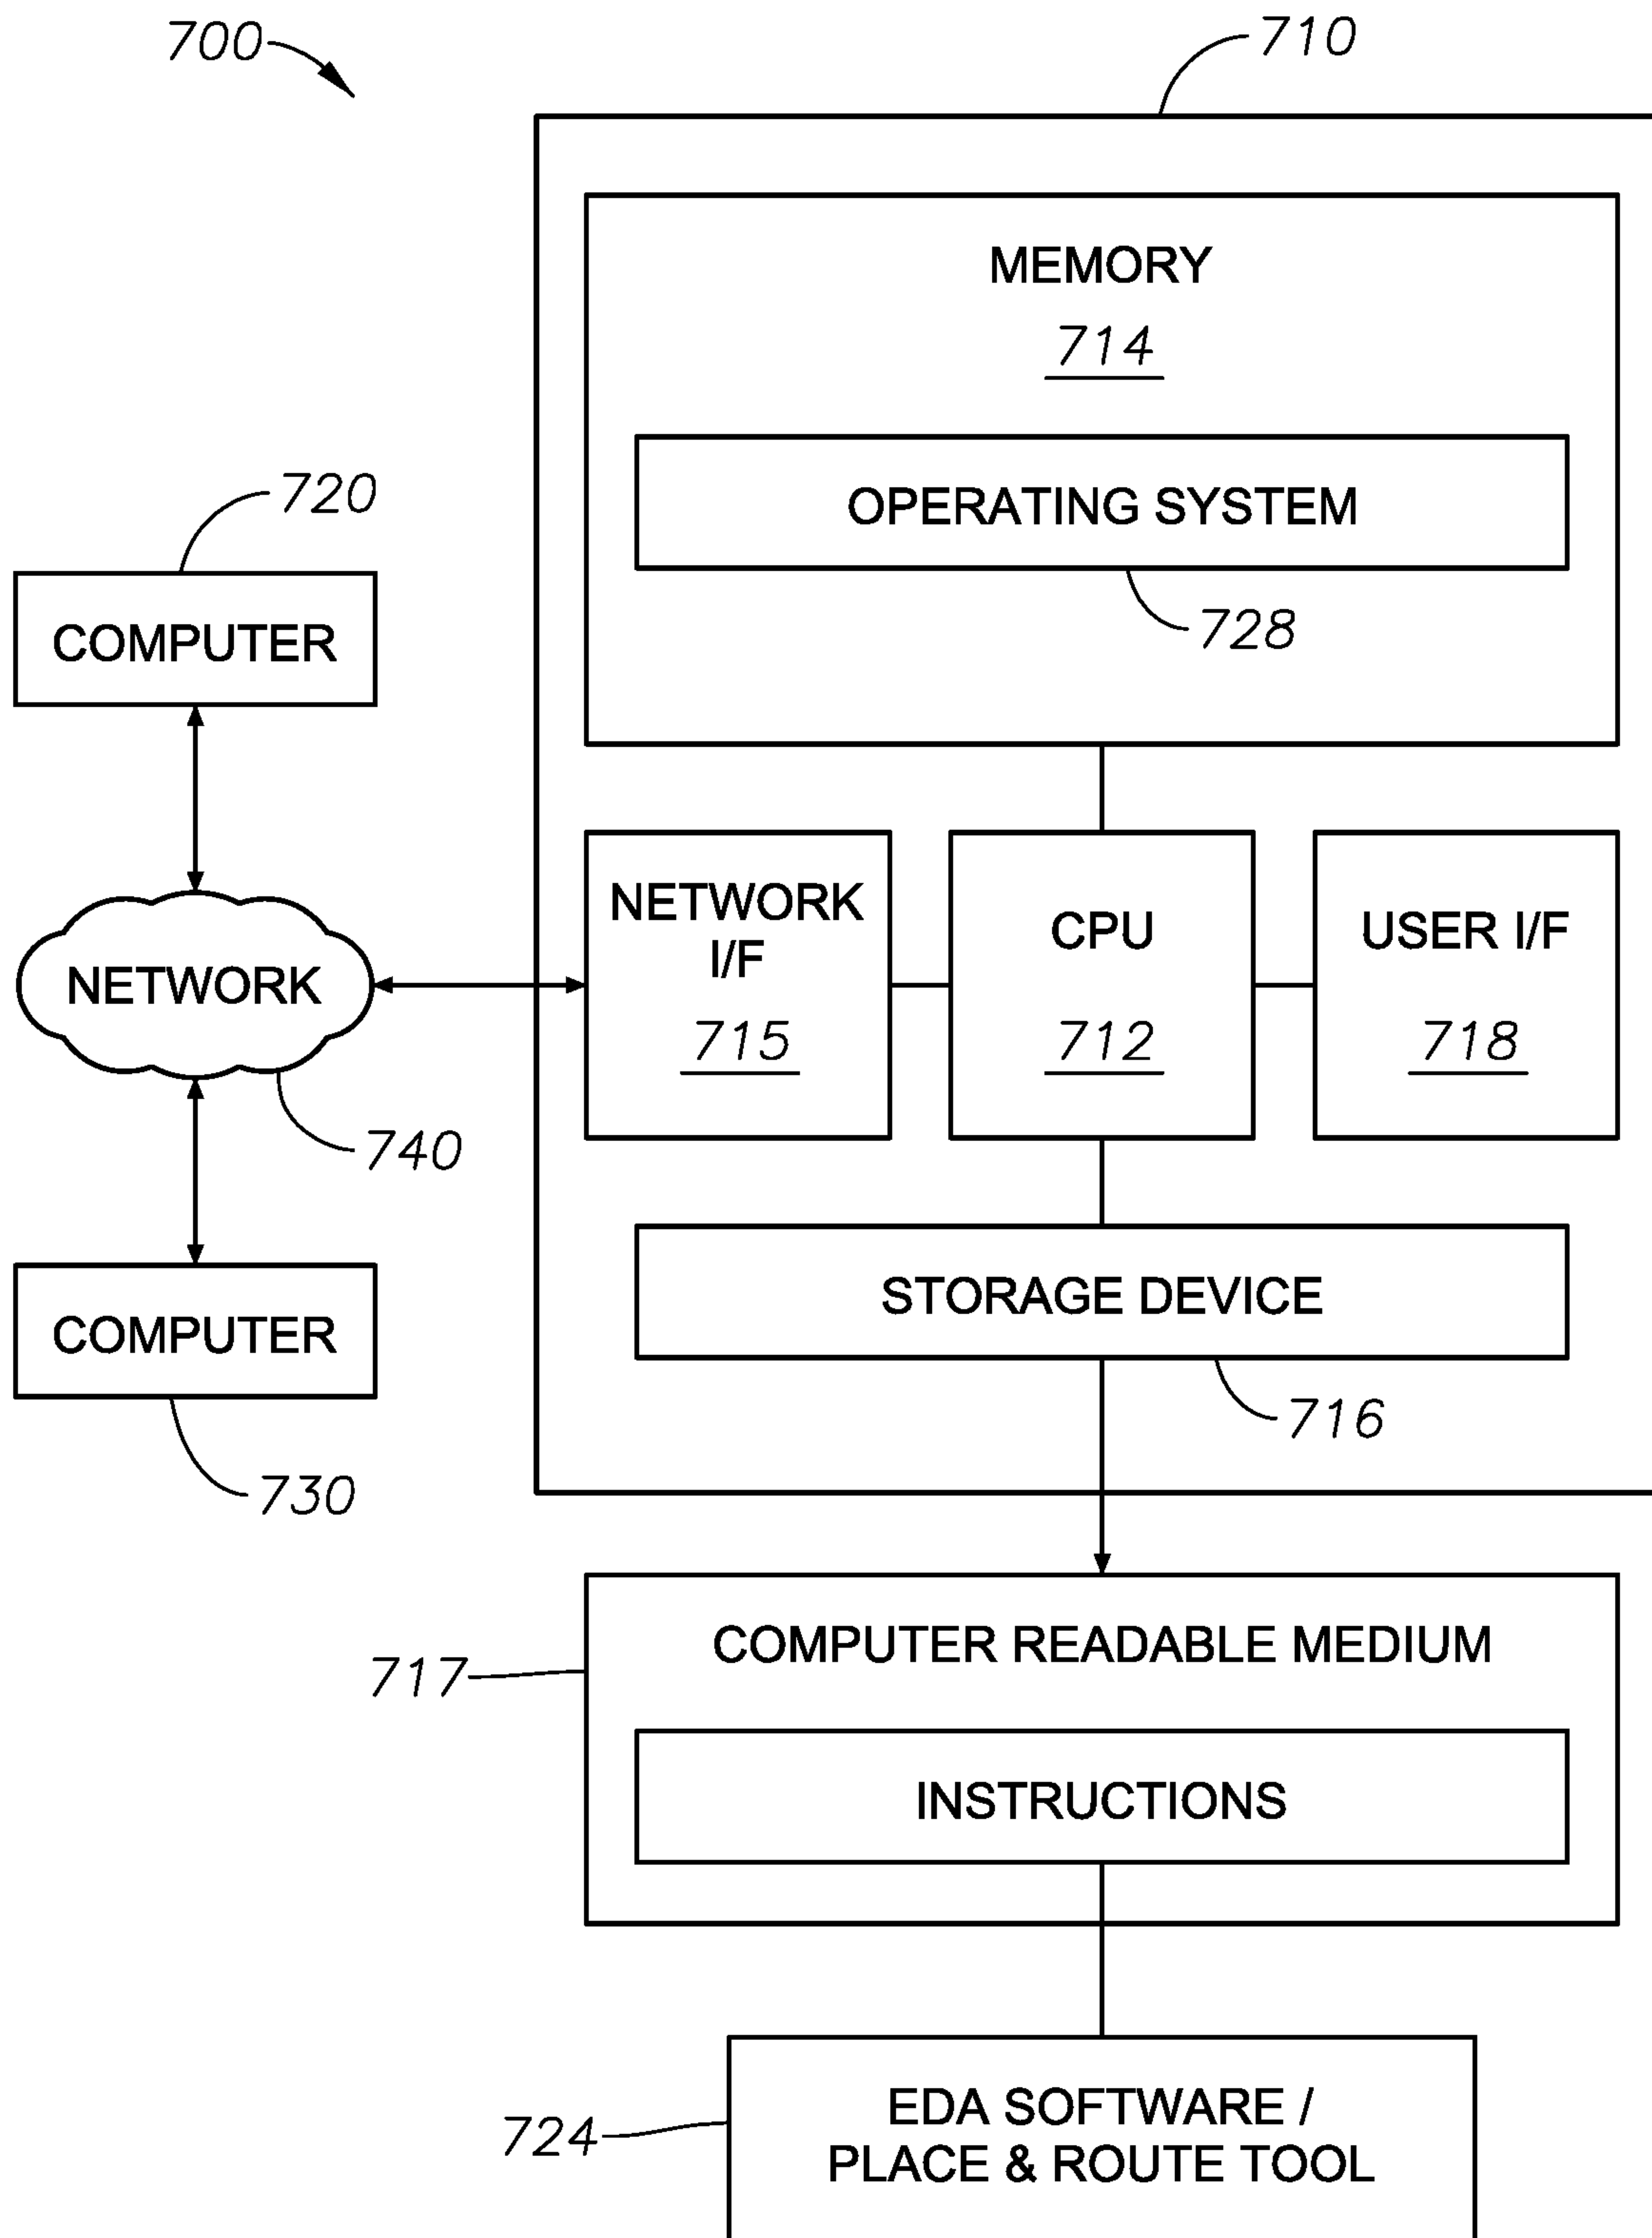 700
710
MEMORY
714
OPERATING SYSTEM
728
720
COMPUTER
NETWORK
I/F
715
CPU
712
USER I/F
718
NETWORK
740
COMPUTER
730
STORAGE DEVICE
716
COMPUTER READABLE MEDIUM
717
INSTRUCTIONS
724
EDA SOFTWARE /
PLACE & ROUTE TOOL